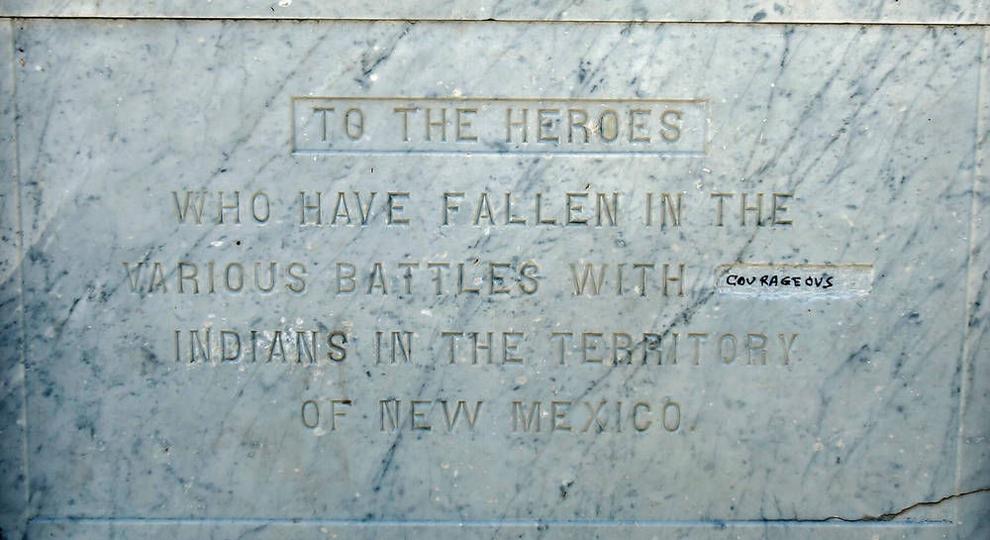 TO THE HEROES
WHO HAVE FALLEN IN THE
VARIOUS BATTLES WITH COURAGEOUS
INDIANS IN THE TERRITORY
OF NEW MEXICO.